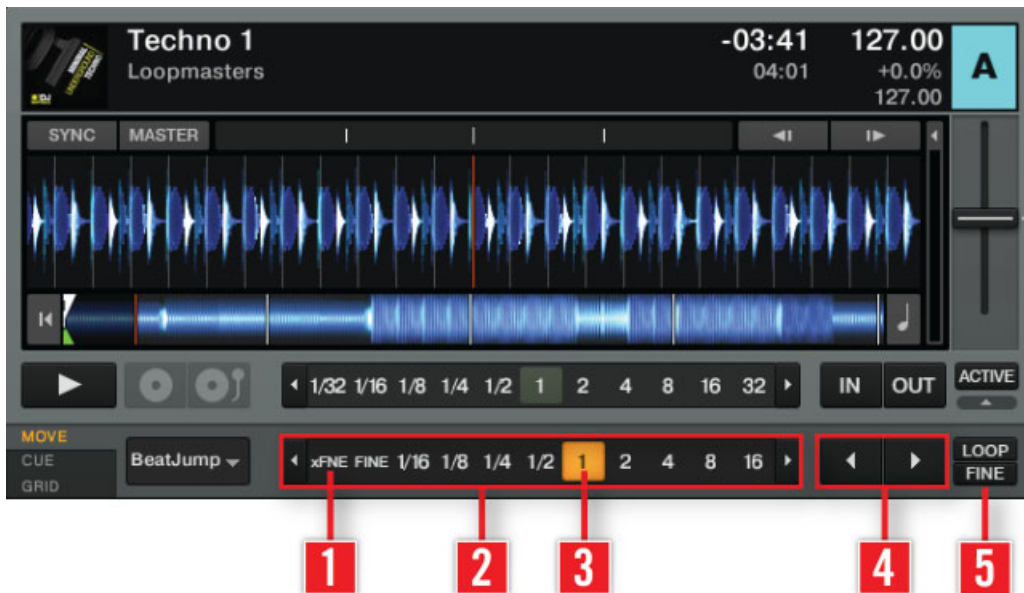 Techno 1
Loopmasters
-03:41
04:01
127.00
+0.0%
127.00
A
SYNC MASTER
1/32 1/16 1/8 1/4 1/2 1 2 4 8 16 32
IN OUT
ACTIVE
MOVE
CUE
GRID
BeatJump
xFNE FINE 1/16 1/8 1/4 1/2 1 2 4 8 16
LOOP
FINE
1 2 3 4 5